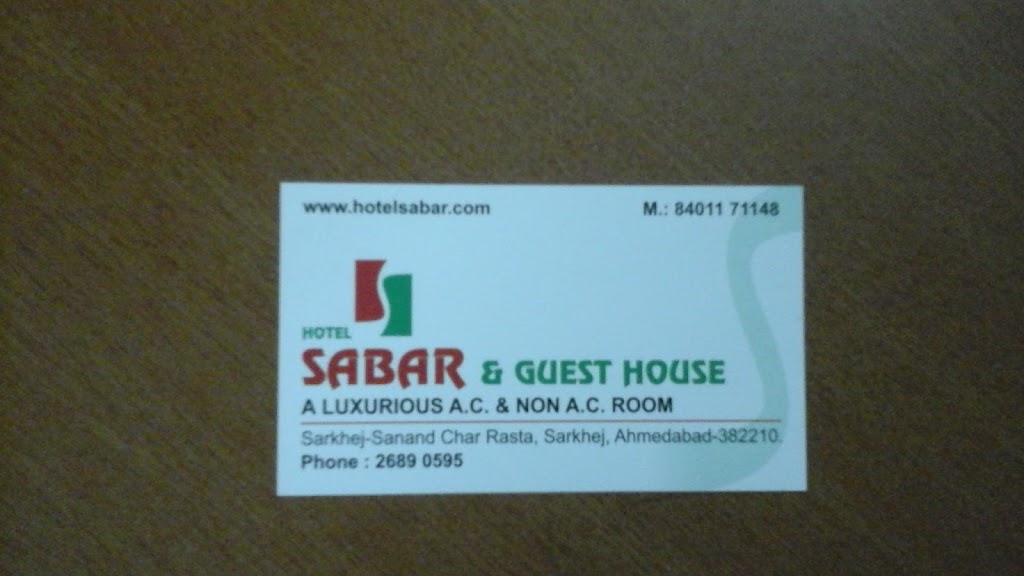 www.hotelsabar.com M.: 84011 71148
HOTEL
SABAR & GUEST HOUSE
A LUXURIOUS A.C. & NON A.C. ROOM
Sarkhej-Sanand Char Rasta, Sarkhej, Ahmedabad-382210.
Phone : 2689 0595